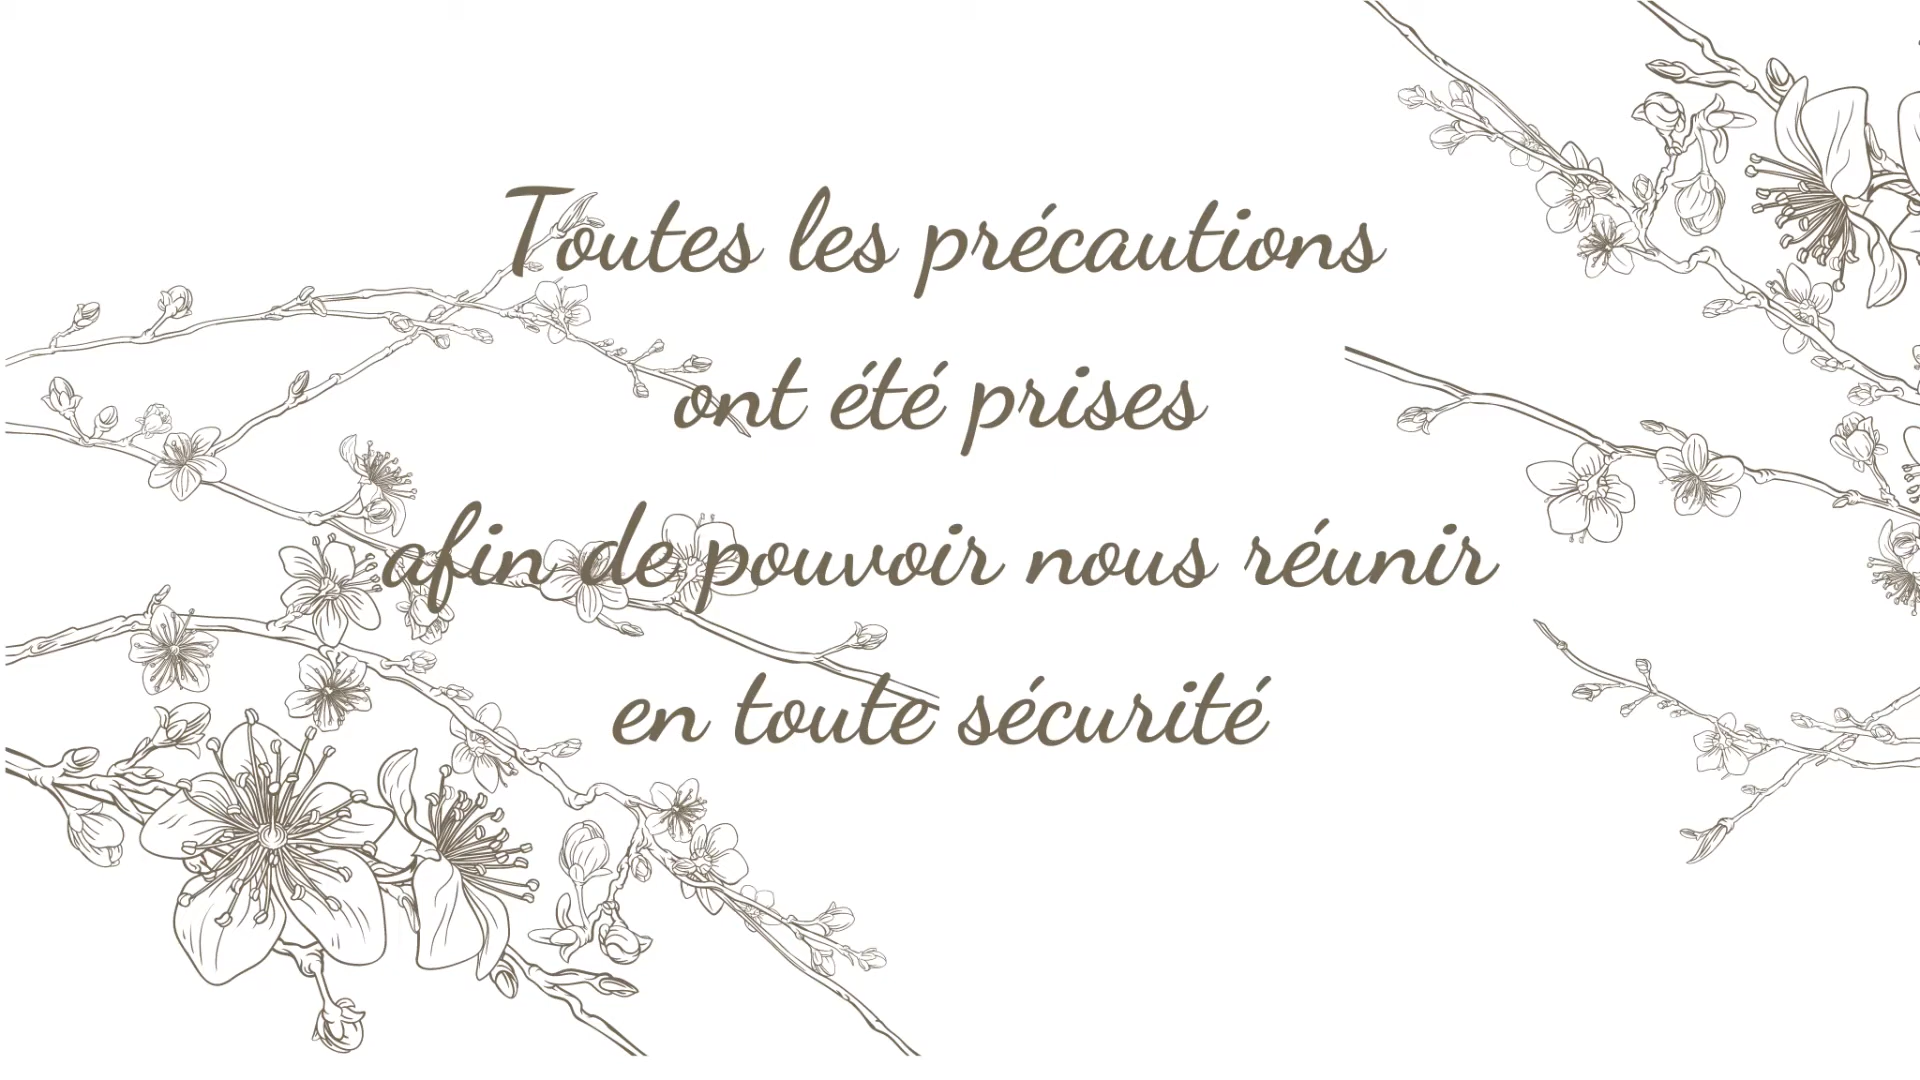 Toutes les précautions
ont été prises
afin de pouvoir nous réunir
en toute sécurité